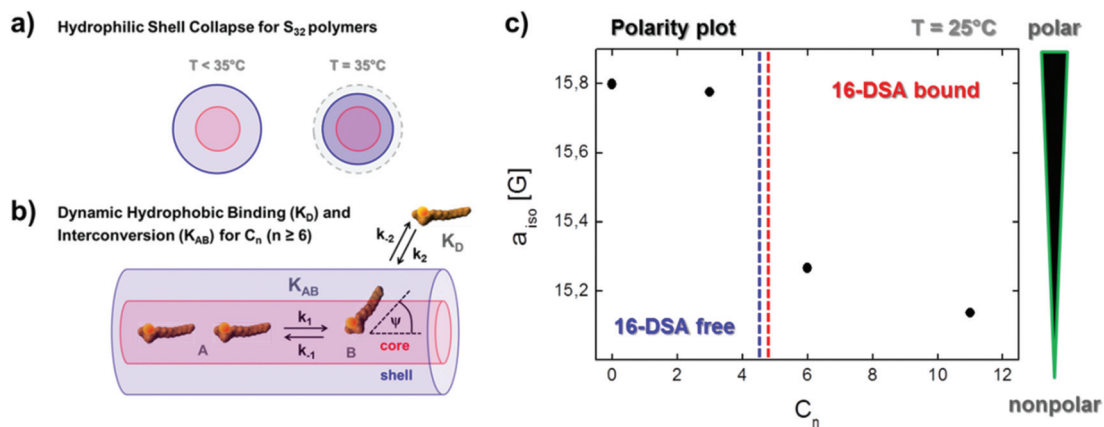 a) Hydrophilic Shell Collapse for S32 polymers
T < 35°C T = 35°C
b) Dynamic Hydrophobic Binding (KD) and
Interconversion (KAB) for Cn (n ≥ 6)
k-2
k2
KD
KAB
k1
k-1
A
B
ψ
core
shell
c)
Polarity plot T = 25°C
polar
16-DSA bound
16-DSA free
15,8
15,6
15,4
15,2
aiso [G]
0 2 4 6 8 10 12
Cn
nonpolar